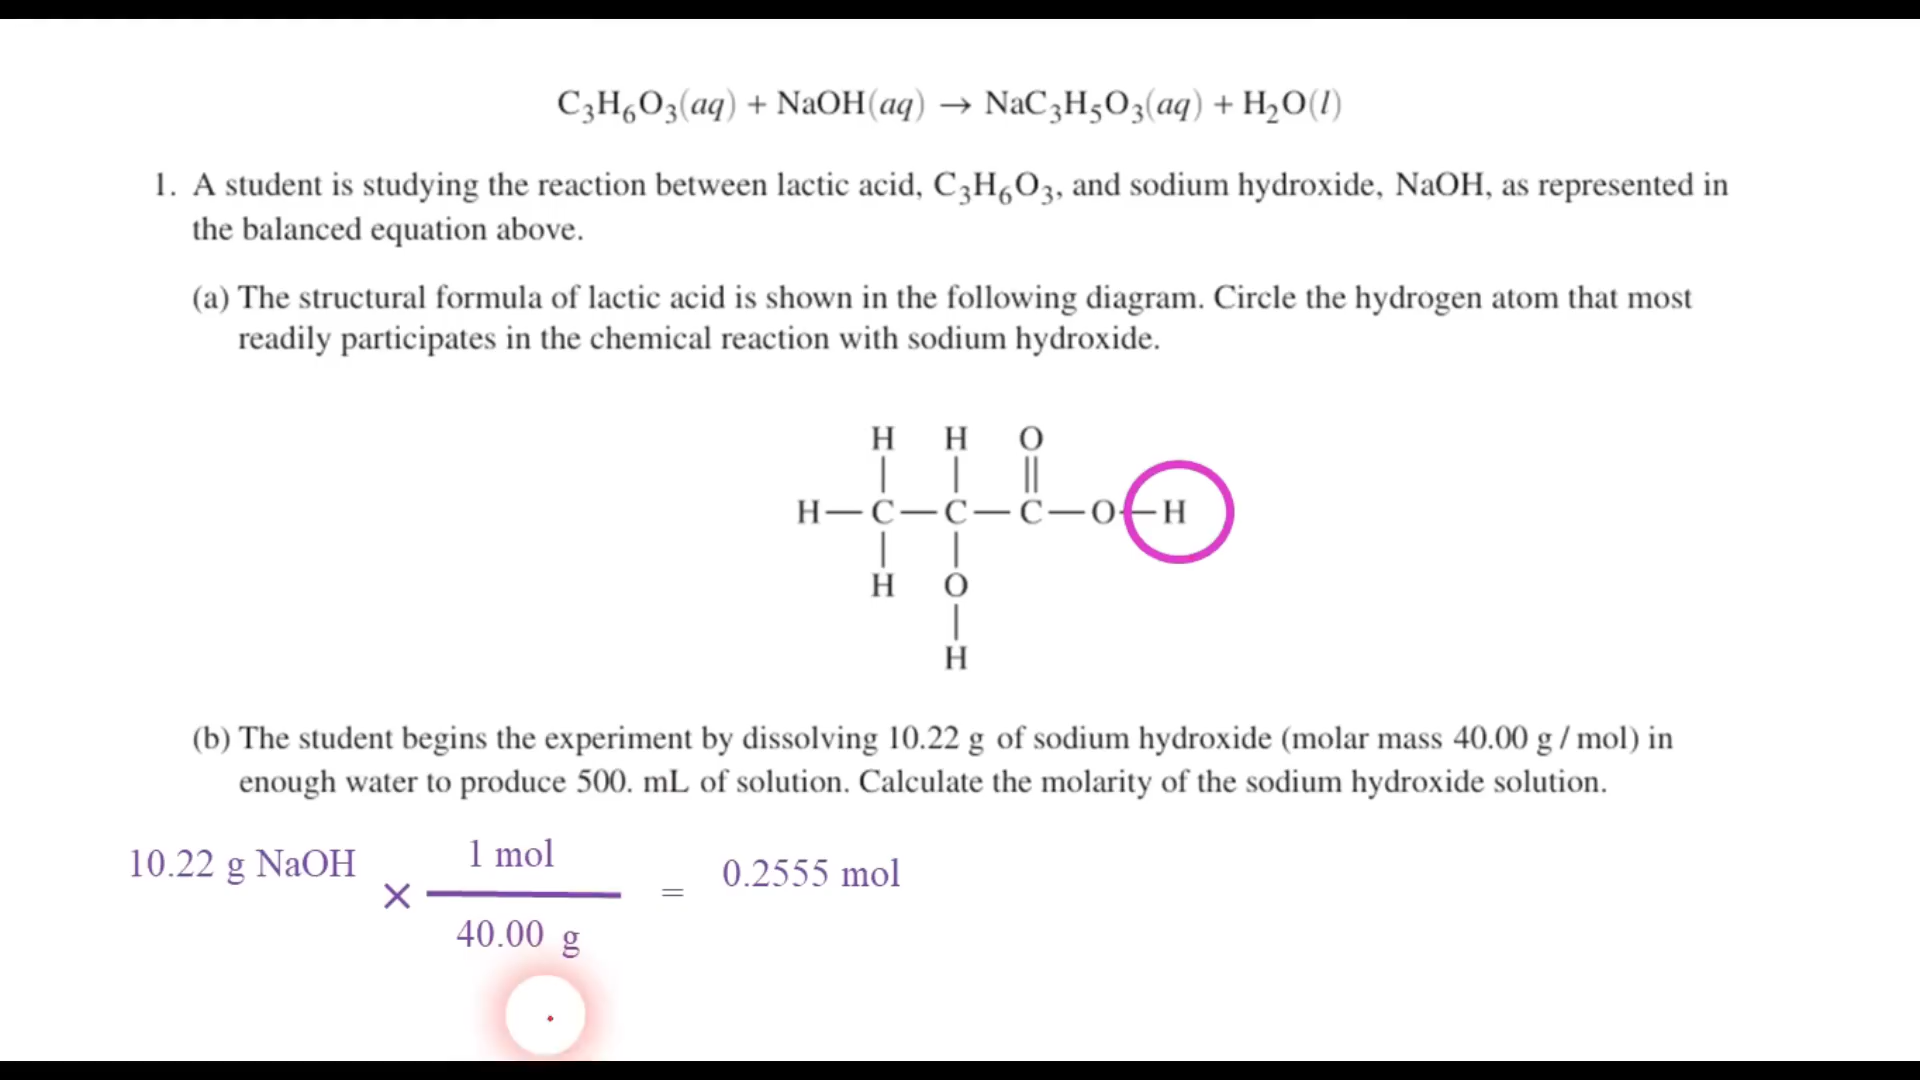 C₃H₆O₃(aq) + NaOH(aq) → NaC₃H₅O₃(aq) + H₂O(l)
1. A student is studying the reaction between lactic acid, C₃H₆O₃, and sodium hydroxide, NaOH, as represented in
the balanced equation above.
(a) The structural formula of lactic acid is shown in the following diagram. Circle the hydrogen atom that most
readily participates in the chemical reaction with sodium hydroxide.
H H O
| | ||
H—C—C—C—O—H
| |
H O
|
H
(b) The student begins the experiment by dissolving 10.22 g of sodium hydroxide (molar mass 40.00 g / mol) in
enough water to produce 500. mL of solution. Calculate the molarity of the sodium hydroxide solution.
1 mol
10.22 g NaOH × = 0.2555 mol
40.00 g